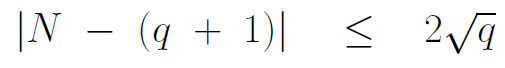 |N − (q + 1)| ≤ 2√q